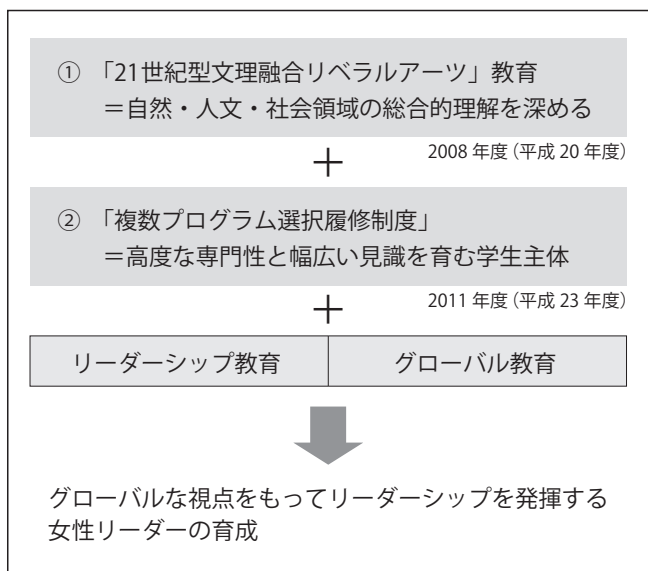 ① 「21世紀型文理融合リベラルアーツ」教育
＝自然・人文・社会領域の総合的理解を深める
＋
2008 年度 (平成 20 年度)
② 「複数プログラム選択履修制度」
＝高度な専門性と幅広い見識を育む学生主体
＋
2011 年度 (平成 23 年度)
リーダーシップ教育
グローバル教育
グローバルな視点をもってリーダーシップを発揮する
女性リーダーの育成